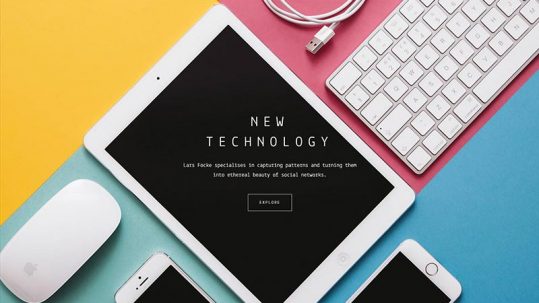 NEW
TECHNOLOGY
Lars Focke specialises in capturing patterns and turning them
into ethereal beauty of social networks.
EXPLORE